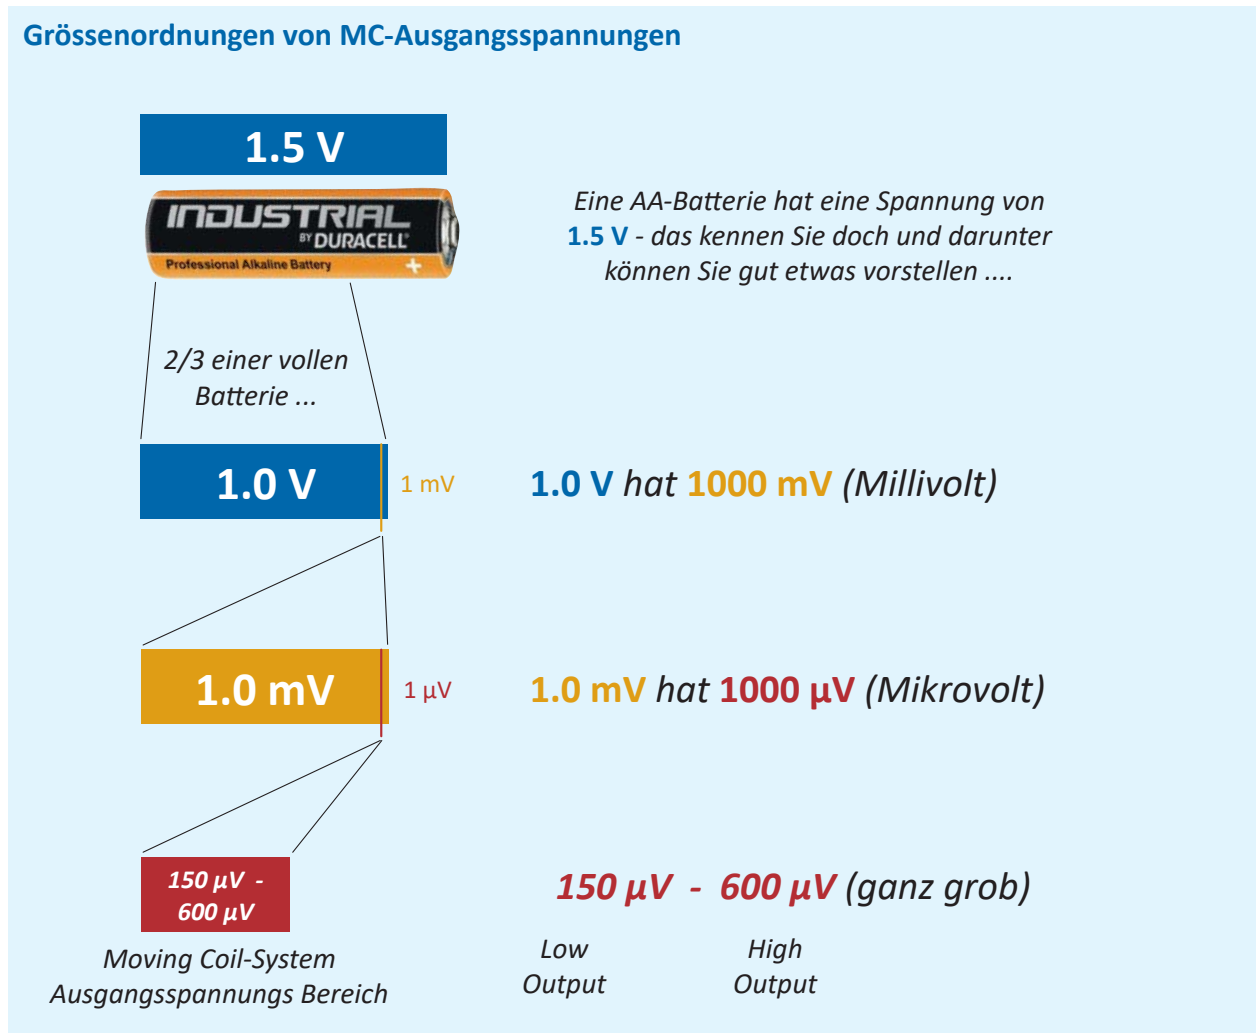 Grössenordnungen von MC-Ausgangsspannungen
1.5 V
INDUSTRIAL
BY DURACELL
Professional Alkaline Battery
+
Eine AA-Batterie hat eine Spannung von
1.5 V - das kennen Sie doch und darunter
können Sie gut etwas vorstellen ....
2/3 einer vollen
Batterie ...
1.0 V
1 mV
1.0 V hat 1000 mV (Millivolt)
1.0 mV
1 µV
1.0 mV hat 1000 µV (Mikrovolt)
150 µV -
600 µV
150 µV - 600 µV (ganz grob)
Moving Coil-System
Ausgangsspannungs Bereich
Low
Output
High
Output